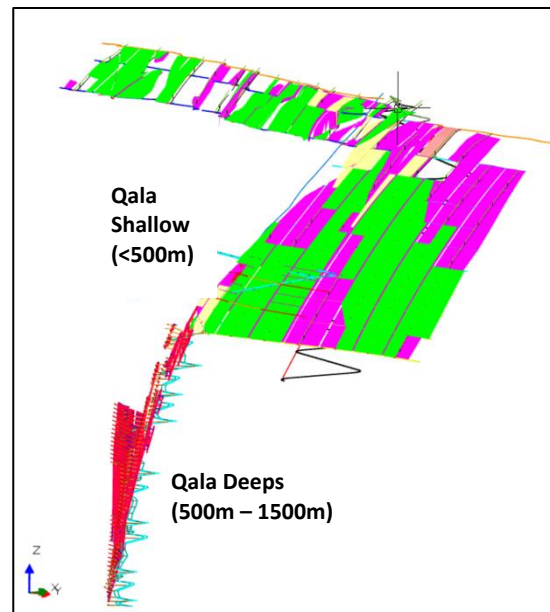 Qala
Shallow
(<500m)
Qala Deeps
(500m – 1500m)
Z
X
Y